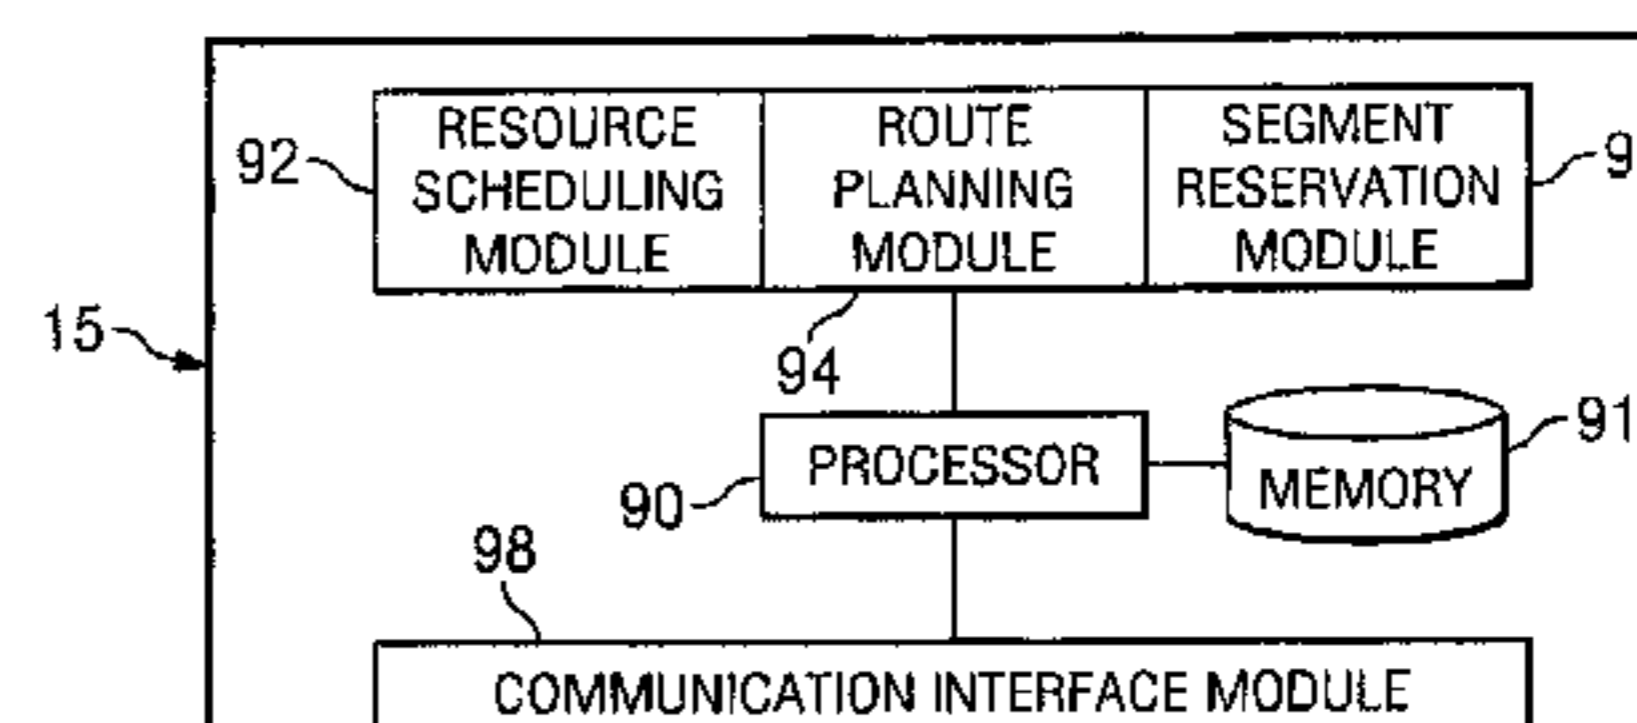 RESOURCE SCHEDULING MODULE
ROUTE PLANNING MODULE
SEGMENT RESERVATION MODULE
92
15
94
PROCESSOR
MEMORY
91
90
98
COMMUNICATION INTERFACE MODULE